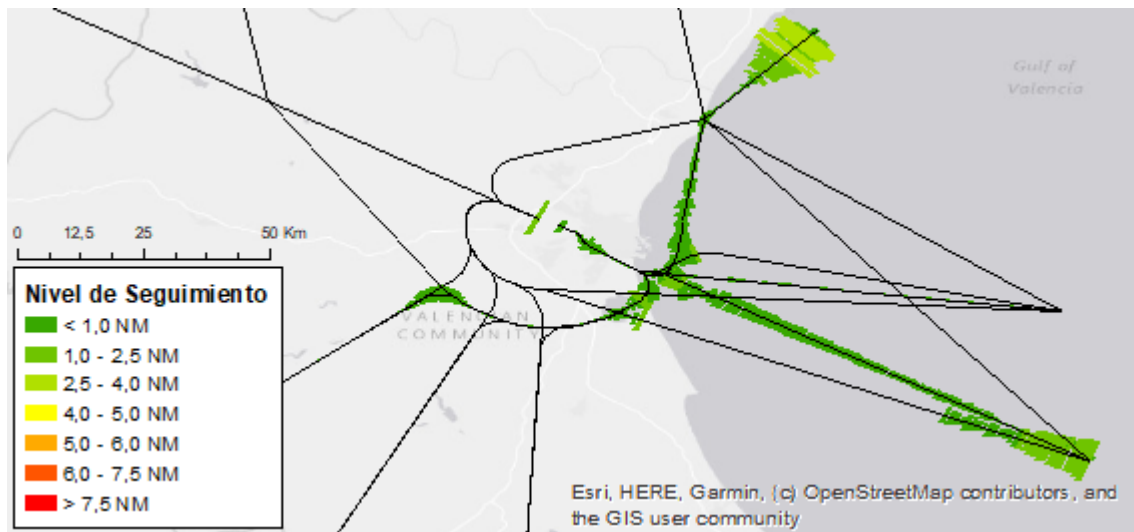 Gulf of
Valencia
0 12,5 25 50 Km
Nivel de Seguimiento
< 1,0 NM
1,0 - 2,5 NM
2,5 - 4,0 NM
4,0 - 5,0 NM
5,0 - 6,0 NM
6,0 - 7,5 NM
> 7,5 NM
VALENCIAN
COMMUNITY
Esri, HERE, Garmin, (c) OpenStreetMap contributors, and
the GIS user community